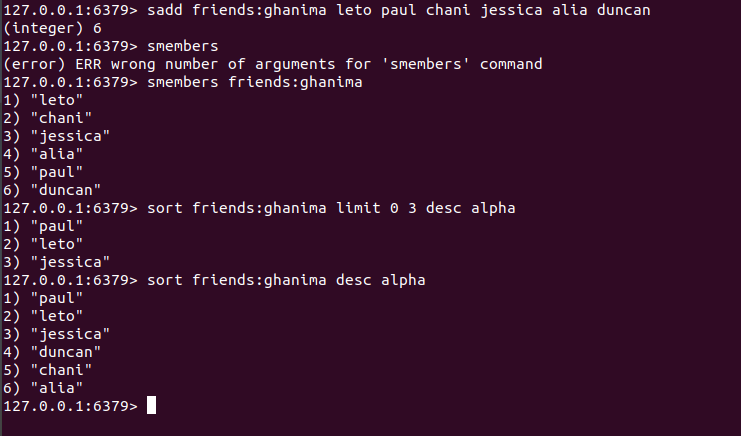 127.0.0.1:6379> sadd friends:ghanima leto paul chani jessica alia duncan
(integer) 6
127.0.0.1:6379> smembers
(error) ERR wrong number of arguments for 'smembers' command
127.0.0.1:6379> smembers friends:ghanima
1) "leto"
2) "chani"
3) "jessica"
4) "alia"
5) "paul"
6) "duncan"
127.0.0.1:6379> sort friends:ghanima limit 0 3 desc alpha
1) "paul"
2) "leto"
3) "jessica"
127.0.0.1:6379> sort friends:ghanima desc alpha
1) "paul"
2) "leto"
3) "jessica"
4) "duncan"
5) "chani"
6) "alia"
127.0.0.1:6379>